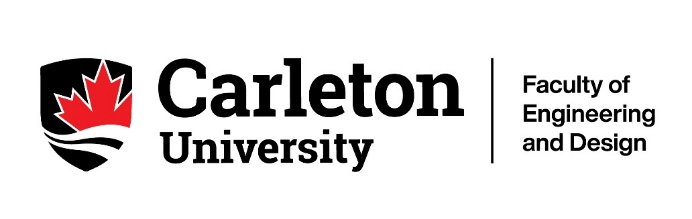 Carleton
University
Faculty of
Engineering
and Design